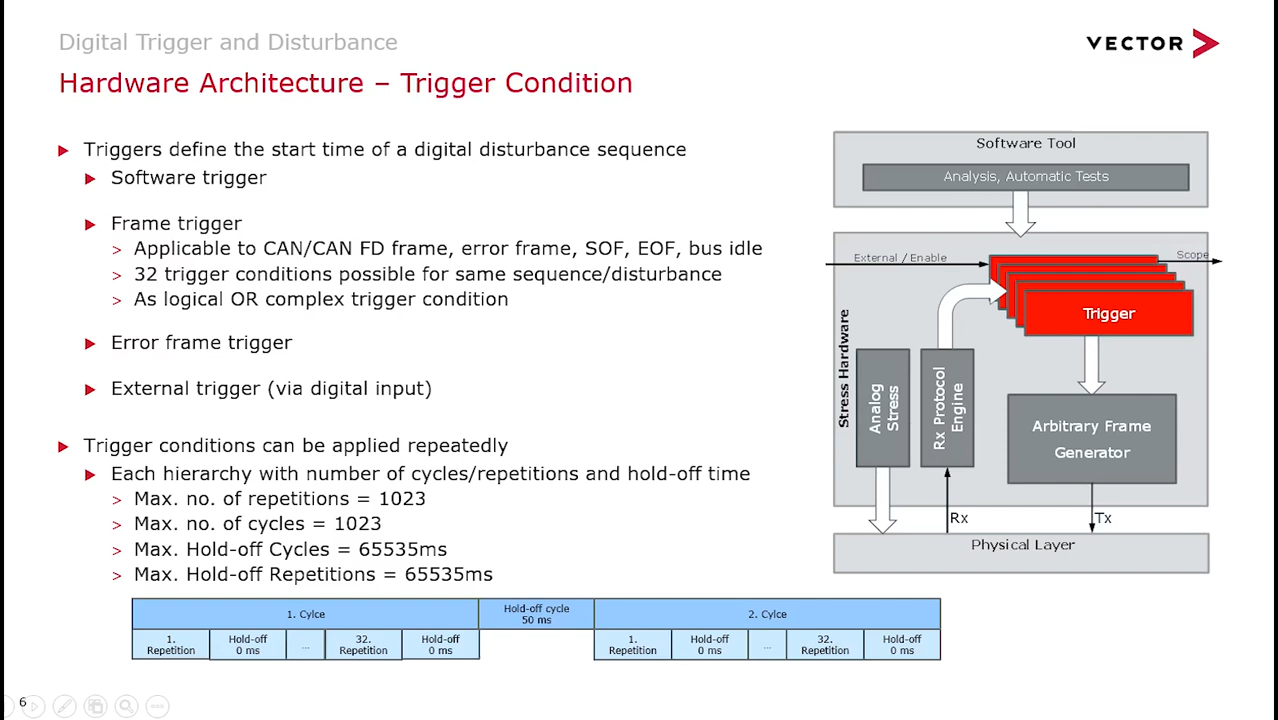 Digital Trigger and Disturbance
VECTOR
Hardware Architecture – Trigger Condition
Triggers define the start time of a digital disturbance sequence
Software trigger
Frame trigger
> Applicable to CAN/CAN FD frame, error frame, SOF, EOF, bus idle
> 32 trigger conditions possible for same sequence/disturbance
> As logical OR complex trigger condition
Error frame trigger
External trigger (via digital input)
Trigger conditions can be applied repeatedly
Each hierarchy with number of cycles/repetitions and hold-off time
> Max. no. of repetitions = 1023
> Max. no. of cycles = 1023
> Max. Hold-off Cycles = 65535ms
> Max. Hold-off Repetitions = 65535ms
Software Tool
Analysis, Automatic Tests
External / Enable
Scope
Trigger
Stress Hardware
Analog
Stress
Rx Protocol
Engine
Arbitrary Frame
Generator
Rx
Tx
Physical Layer
1. Cylce
Hold-off cycle
50 ms
2. Cylce
1.
Repetition
Hold-off
0 ms
...
32.
Repetition
Hold-off
0 ms
1.
Repetition
Hold-off
0 ms
...
32.
Repetition
Hold-off
0 ms
6